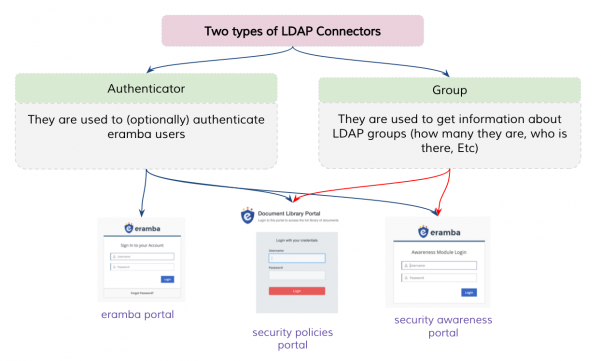 Two types of LDAP Connectors
Authenticator
They are used to (optionally) authenticate
eramba users
Group
They are used to get information about
LDAP groups (how many they are, who is
there, Etc)
eramba
Sign in to your Account
Username
Password
Login
Forgot Password?
eramba portal
Document Library Portal
Login in this portal to access the full library of documents
Login with your credentials
Username
Password
Login
security policies
portal
eramba
Awareness Module Login
Username
Password
Login
security awareness
portal